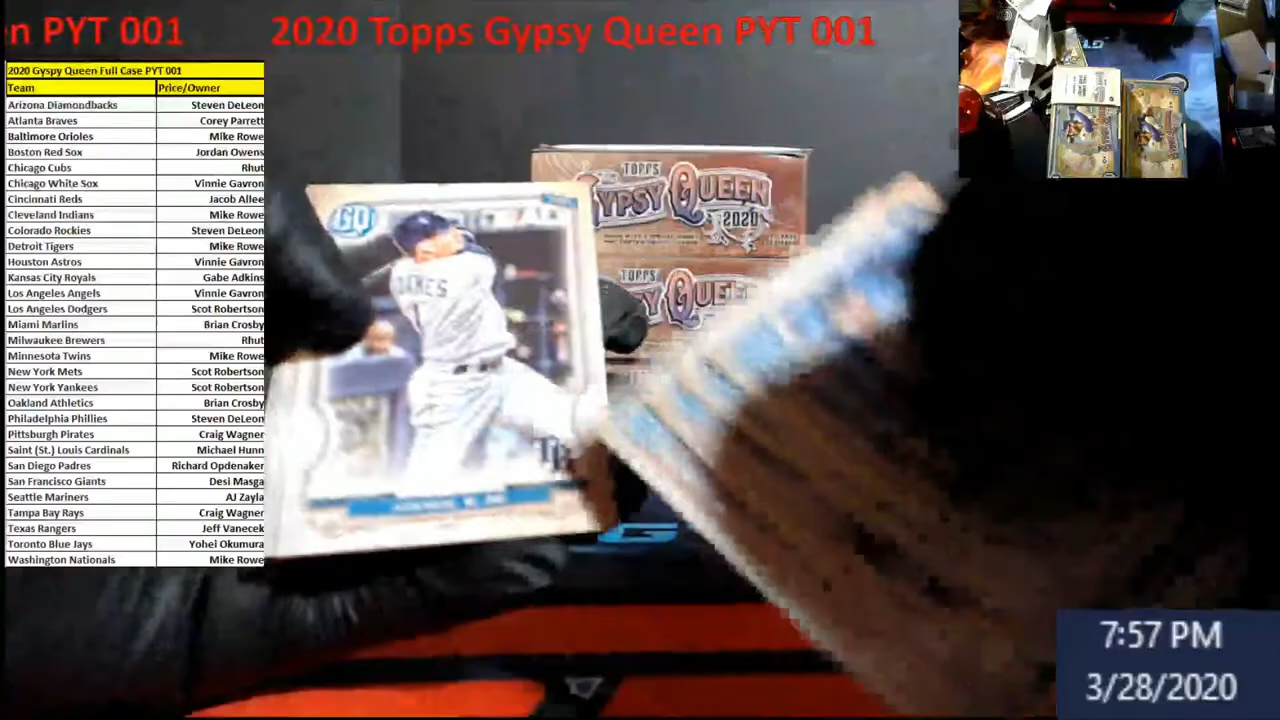 n PYT 001 2020 Topps Gypsy Queen PYT 001
2020 Gyspy Queen Full Case PYT 001
Team Price/Owner
Arizona Diamondbacks Steven DeLeon
Atlanta Braves Corey Parrett
Baltimore Orioles Mike Rowe
Boston Red Sox Jordan Owens
Chicago Cubs Rhut
Chicago White Sox Vinnie Gavron
Cincinnati Reds Jacob Allee
Cleveland Indians Mike Rowe
Colorado Rockies Steven DeLeon
Detroit Tigers Mike Rowe
Houston Astros Vinnie Gavron
Kansas City Royals Gabe Adkins
Los Angeles Angels Vinnie Gavron
Los Angeles Dodgers Scot Robertson
Miami Marlins Brian Crosby
Milwaukee Brewers Rhut
Minnesota Twins Mike Rowe
New York Mets Scot Robertson
New York Yankees Scot Robertson
Oakland Athletics Brian Crosby
Philadelphia Phillies Steven DeLeon
Pittsburgh Pirates Craig Wagner
Saint (St.) Louis Cardinals Michael Hunn
San Diego Padres Richard Opdenaker
San Francisco Giants Desi Masga
Seattle Mariners AJ Zayla
Tampa Bay Rays Craig Wagner
Texas Rangers Jeff Vanecek
Toronto Blue Jays Yohei Okumura
Washington Nationals Mike Rowe
GQ
TB
TOPPS
GYPSY QUEEN
2020
TOPPS
QUEEN
7:57 PM
3/28/2020